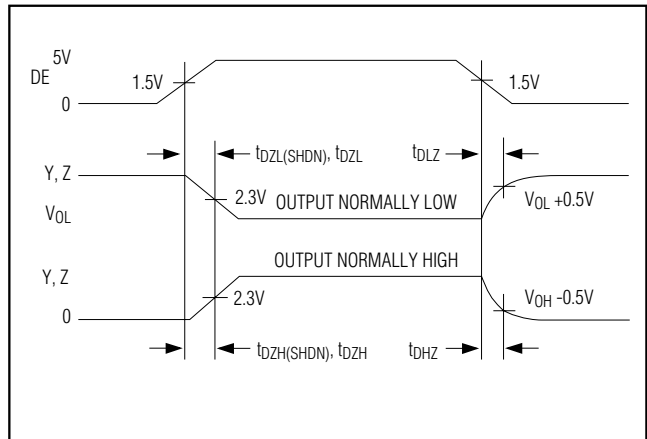 5V
DE
1.5V
1.5V
0
tDZL(SHDN), tDZL
tDLZ
Y, Z
2.3V
OUTPUT NORMALLY LOW
VOL +0.5V
VOL
OUTPUT NORMALLY HIGH
Y, Z
2.3V
VOH -0.5V
0
tDZH(SHDN), tDZH
tDHZ